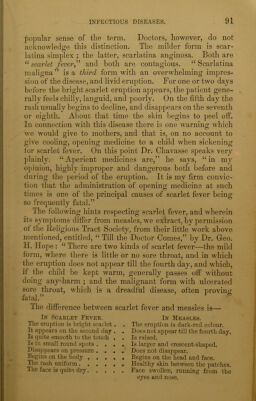 INFECTIOUS DISEASES. 91
popular sense of the term. Doctors, however, do not
acknowledge this distinction. The milder form is scar-
latina simplex; the latter, scarlatina anginosa. Both are
"scarlet fever," and both are contagious. "Scarlatina
maligna" is a third form with an overwhelming impres-
sion of the disease, and livid eruption. For one or two days
before the bright scarlet eruption appears, the patient gene-
rally feels chilly, languid, and poorly. On the fifth day the
rash usually begins to decline, and disappears on the seventh
or eighth. About that time the skin begins to peel off.
In connection with this disease there is one warning which
we would give to mothers, and that is, on no account to
give cooling, opening medicine to a child when sickening
for scarlet fever. On this point Dr. Chavasse speaks very
plainly. "Aperient medicines are," he says, "in my
opinion, highly improper and dangerous both before and
during the period of the eruption. It is my firm convic-
tion that the administration of opening medicine at such
times is one of the principal causes of scarlet fever being
so frequently fatal."
The following hints respecting scarlet fever, and wherein
its symptoms differ from measles, we extract, by permission
of the Religious Tract Society, from their little work above
mentioned, entitled, "Till the Doctor Comes," by Dr. Geo.
H. Hope: "There are two kinds of scarlet fever—the mild
form, where there is little or no sore throat, and in which
the eruption does not appear till the fourth day, and which,
if the child be kept warm, generally passes off without
doing any harm; and the malignant form with ulcerated
sore throat, which is a dreadful disease, often proving
fatal."
The difference between scarlet fever and measles is—
IN SCARLET FEVER. IN MEASLES.
The eruption is bright scarlet . . The eruption is dark-red colour.
It appears on the second day . . Does not appear till the fourth day.
Is quite smooth to the touch . . Is raised.
Is in small round spots . . . Is larger and crescent-shaped.
Disappears on pressure . . . . Does not disappear.
Begins on the body . . . . . Begins on the head and face.
The rash uniform . . . . . Healthy skin between the patches.
The face is quite dry. . . . . Face swollen, running from the
eyes and nose.